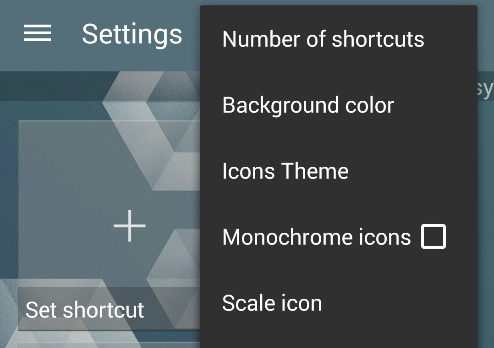 Settings
Number of shortcuts
Background color
Icons Theme
Monochrome icons
Scale icon
Set shortcut